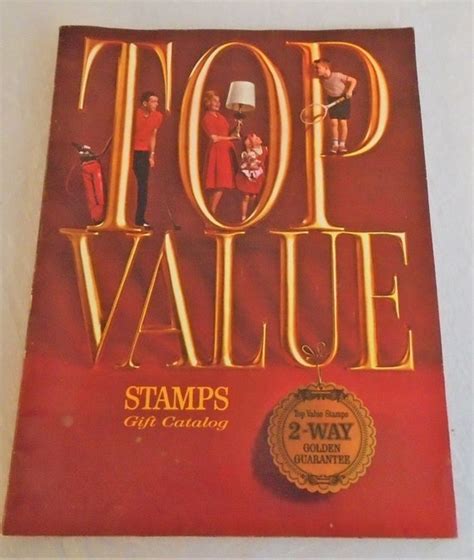 TOP
VALUE
STAMPS
Gift Catalog
Top Value Stamps
2-WAY
GOLDEN
GUARANTEE